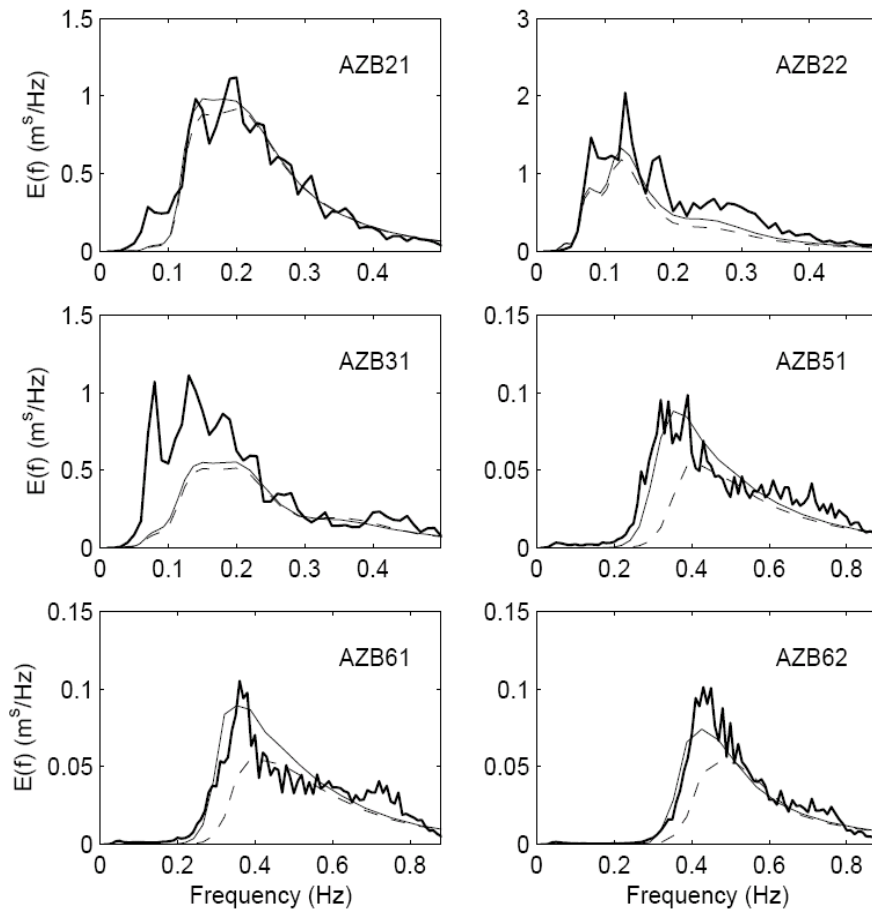 1.5 AZB21 3 AZB22
1 2
0.5 1
0 0
E(f) (m^s/Hz) E(f) (m^s/Hz)
0 0.1 0.2 0.3 0.4 0 0.1 0.2 0.3 0.4
1.5 AZB31 0.15 AZB51
1 0.1
0.5 0.05
0 0
0 0.1 0.2 0.3 0.4 0 0.2 0.4 0.6 0.8
0.15 AZB61 0.15 AZB62
0.1 0.1
E(f) (m^s/Hz)
0.05 0.05
0 0
0 0.2 0.4 0.6 0.8 0 0.2 0.4 0.6 0.8
Frequency (Hz) Frequency (Hz)